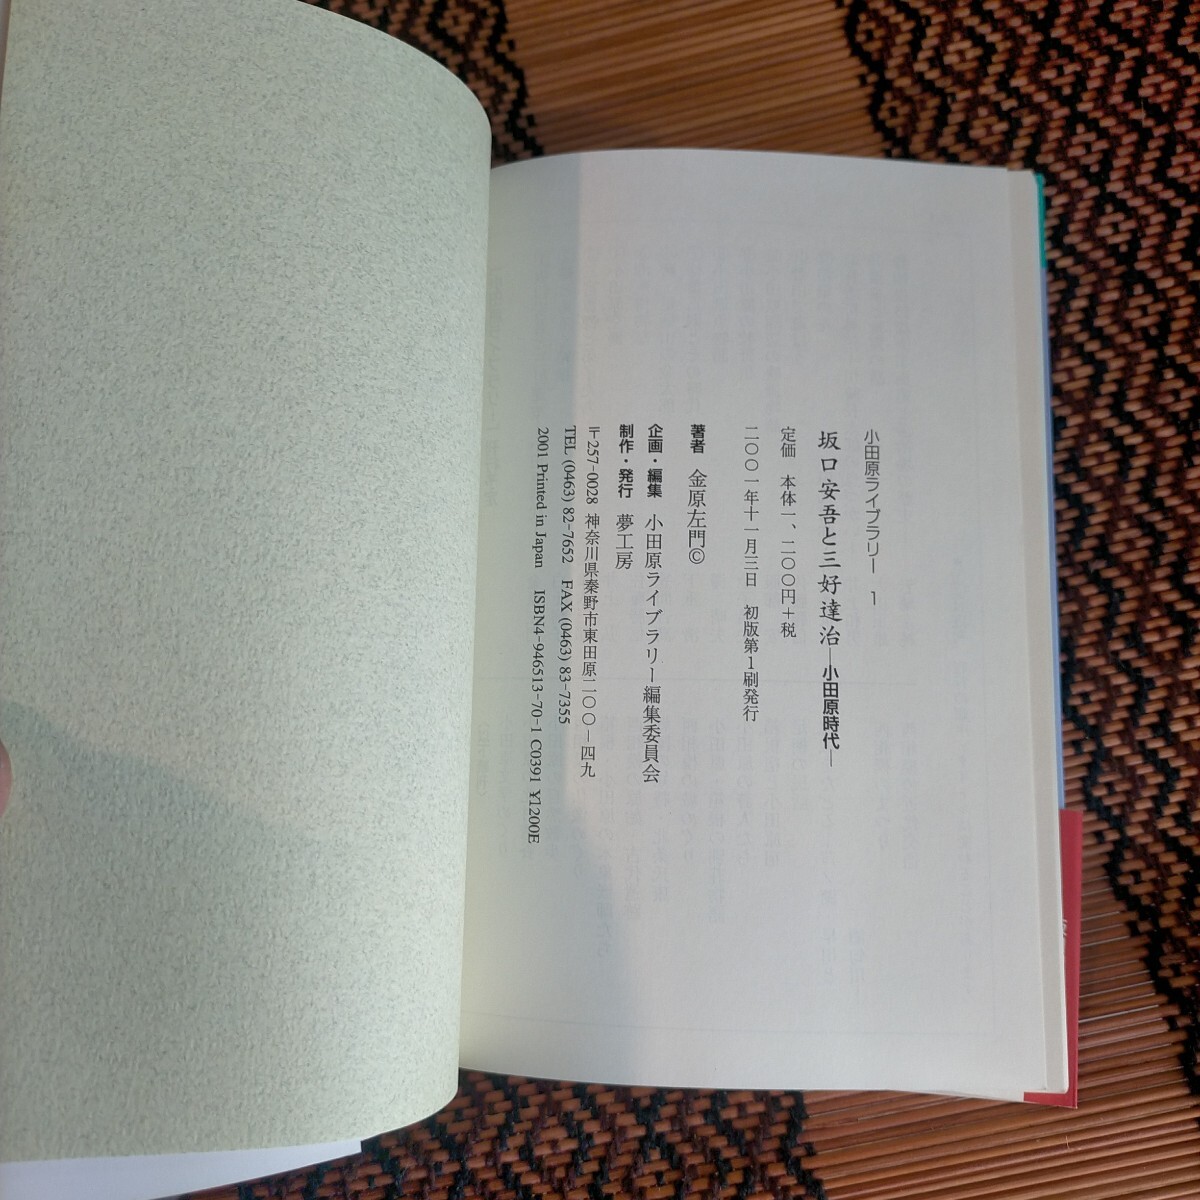 小田原ライブラリー　1
坂口安吾と三好達治―小田原時代―
定価　本体一、二〇〇円＋税
二〇〇一年十一月三日　初版第1刷発行
著者　金原左門©
企画・編集　小田原ライブラリー編集委員会
制作・発行　夢工房
〒257-0028 神奈川県秦野市東田原二〇〇－四九
TEL (0463) 82-7652　FAX (0463) 83-7355
2001 Printed in Japan　ISBN4-946513-70-1 C0391 ¥1200E